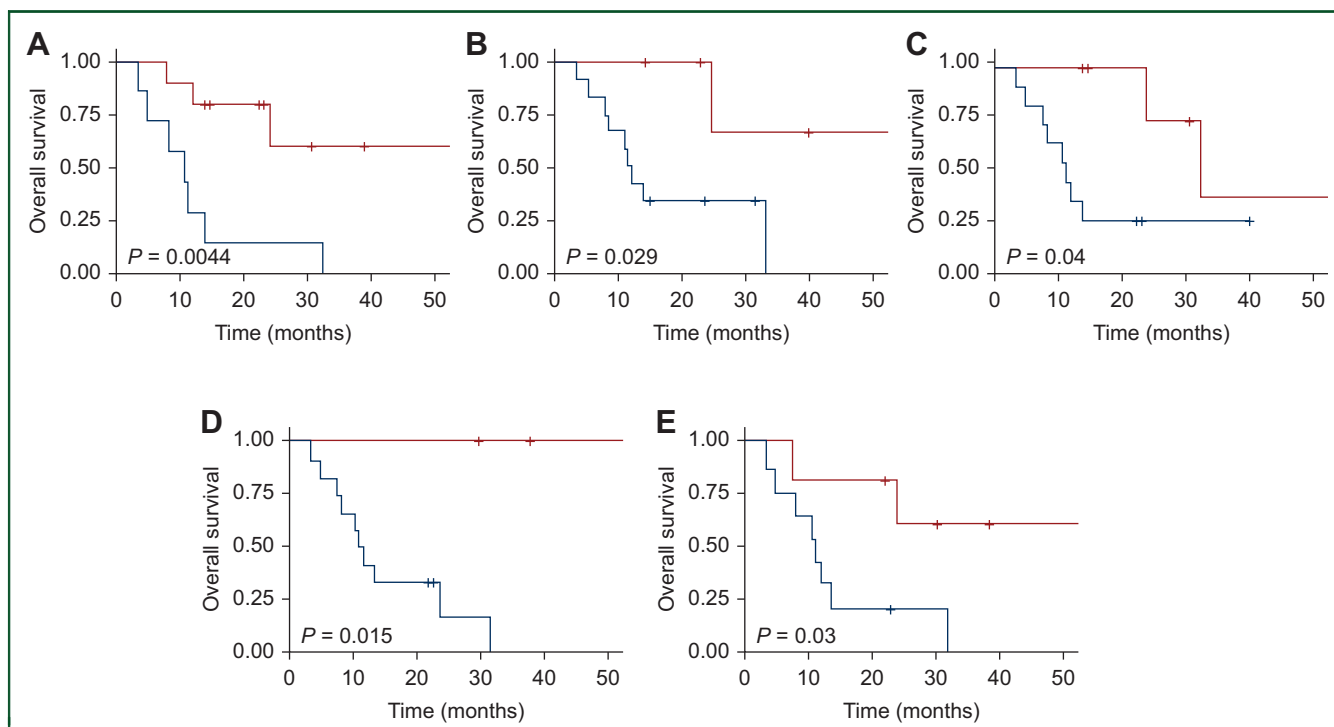 A
Overall survival
1.00
0.75
0.50
0.25
0.00
P = 0.0044
0 10 20 30 40 50
Time (months)
B
Overall survival
1.00
0.75
0.50
0.25
0.00
P = 0.029
0 10 20 30 40 50
Time (months)
C
Overall survival
1.00
0.75
0.50
0.25
0.00
P = 0.04
0 10 20 30 40 50
Time (months)
D
Overall survival
1.00
0.75
0.50
0.25
0.00
P = 0.015
0 10 20 30 40 50
Time (months)
E
Overall survival
1.00
0.75
0.50
0.25
0.00
P = 0.03
0 10 20 30 40 50
Time (months)